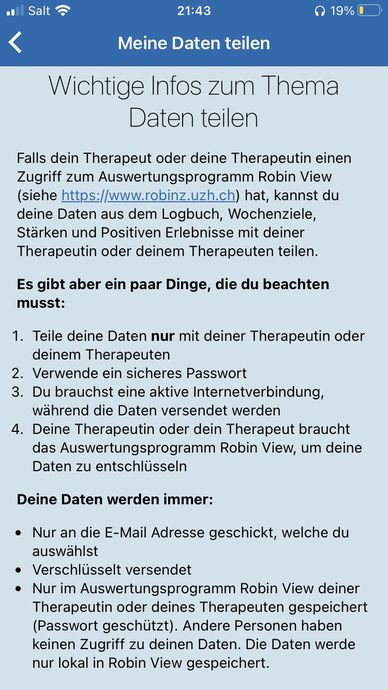 Salt 21:43 19%
Meine Daten teilen
Wichtige Infos zum Thema
Daten teilen
Falls dein Therapeut oder deine Therapeutin einen
Zugriff zum Auswertungsprogramm Robin View
(siehe https://www.robinz.uzh.ch) hat, kannst du
deine Daten aus dem Logbuch, Wochenziele,
Stärken und Positiven Erlebnisse mit deiner
Therapeutin oder deinem Therapeuten teilen.
Es gibt aber ein paar Dinge, die du beachten
musst:
1. Teile deine Daten nur mit deiner Therapeutin oder
deinem Therapeuten
2. Verwende ein sicheres Passwort
3. Du brauchst eine aktive Internetverbindung,
während die Daten versendet werden
4. Deine Therapeutin oder dein Therapeut braucht
das Auswertungsprogramm Robin View, um deine
Daten zu entschlüsseln
Deine Daten werden immer:
• Nur an die E-Mail Adresse geschickt, welche du
auswählst
• Verschlüsselt versendet
• Nur im Auswertungsprogramm Robin View deiner
Therapeutin oder deines Therapeuten gespeichert
(Passwort geschützt). Andere Personen haben
keinen Zugriff zu deinen Daten. Die Daten werde
nur lokal in Robin View gespeichert.